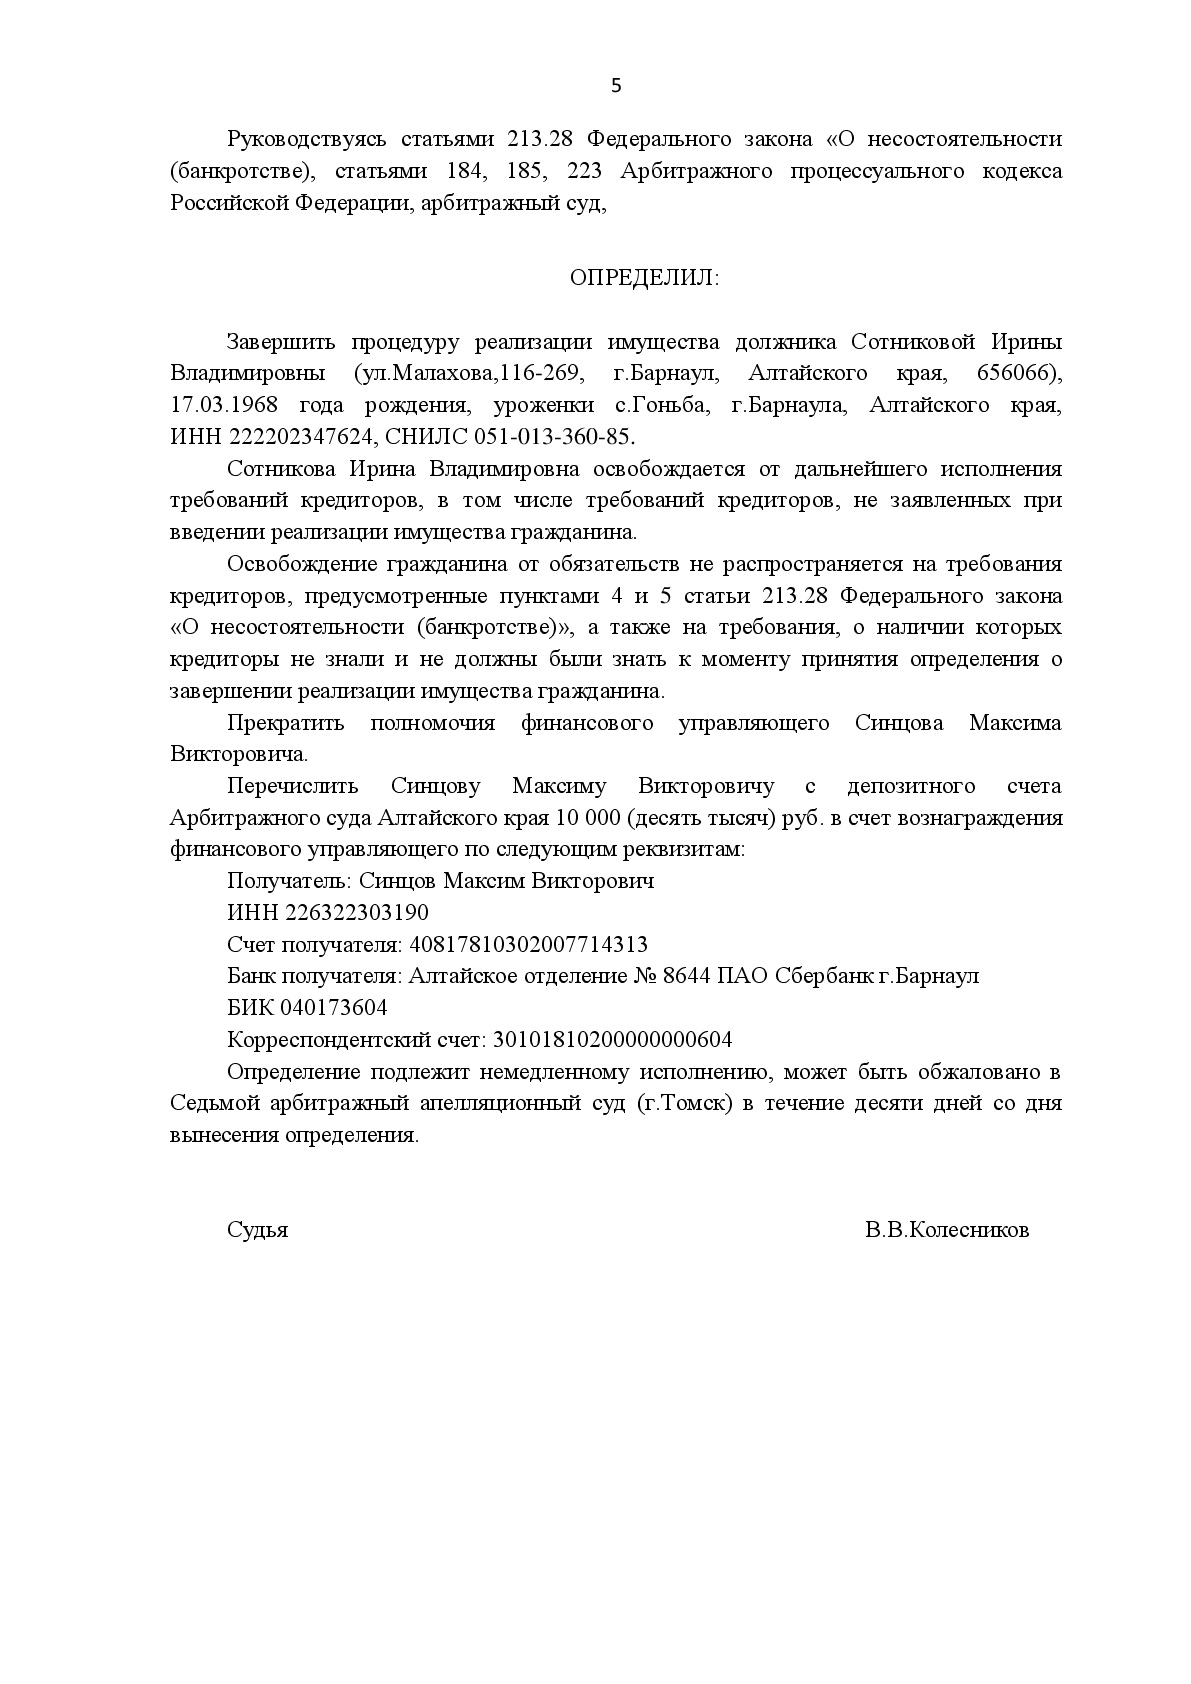 5
Руководствуясь статьями 213.28 Федерального закона «О несостоятельности
(банкротстве), статьями 184, 185, 223 Арбитражного процессуального кодекса
Российской Федерации, арбитражный суд,
ОПРЕДЕЛИЛ:
Завершить процедуру реализации имущества должника Сотниковой Ирины
Владимировны (ул.Малахова,116-269, г.Барнаул, Алтайского края, 656066),
17.03.1968 года рождения, уроженки с.Гоньба, г.Барнаула, Алтайского края,
ИНН 222202347624, СНИЛС 051-013-360-85.
Сотникова Ирина Владимировна освобождается от дальнейшего исполнения
требований кредиторов, в том числе требований кредиторов, не заявленных при
введении реализации имущества гражданина.
Освобождение гражданина от обязательств не распространяется на требования
кредиторов, предусмотренные пунктами 4 и 5 статьи 213.28 Федерального закона
«О несостоятельности (банкротстве)», а также на требования, о наличии которых
кредиторы не знали и не должны были знать к моменту принятия определения о
завершении реализации имущества гражданина.
Прекратить полномочия финансового управляющего Синцова Максима
Викторовича.
Перечислить Синцову Максиму Викторовичу с депозитного счета
Арбитражного суда Алтайского края 10 000 (десять тысяч) руб. в счет вознаграждения
финансового управляющего по следующим реквизитам:
Получатель: Синцов Максим Викторович
ИНН 226322303190
Счет получателя: 40817810302007714313
Банк получателя: Алтайское отделение № 8644 ПАО Сбербанк г.Барнаул
БИК 040173604
Корреспондентский счет: 30101810200000000604
Определение подлежит немедленному исполнению, может быть обжаловано в
Седьмой арбитражный апелляционный суд (г.Томск) в течение десяти дней со дня
вынесения определения.
Судья В.В.Колесников